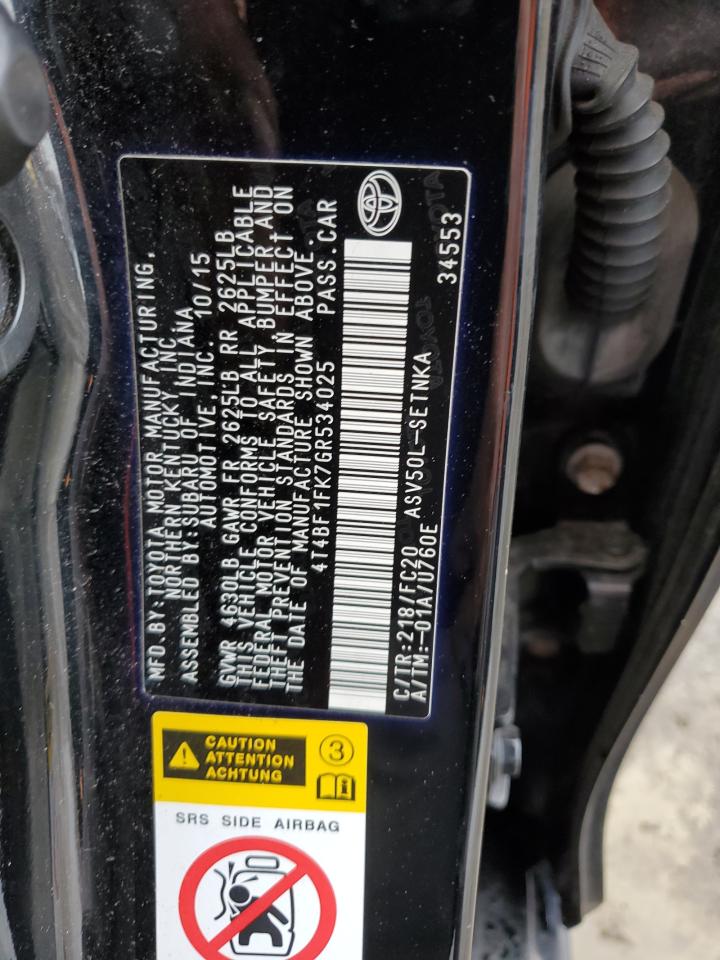 MFD.BY:TOYOTA MOTOR MANUFACTURING,
NORTHERN KENTUCKY INC
ASSEMBLED BY:SUBARU OF INDIANA
AUTOMOTIVE,INC. 10/15
GVWR 4630LB GAWR FR 2625LB RR 2625LB
THIS VEHICLE CONFORMS TO ALL APPLICABLE
FEDERAL MOTOR VEHICLE SAFETY, BUMPER AND
THEFT PREVENTION STANDARDS IN EFFECT ON
THE DATE OF MANUFACTURE SHOWN ABOVE.
4T4BF1FK7GR534025 PASS.CAR
C/TR:218/FC20 ASV50L-SETNKA
A/TM:-01A/U760E
34553
CAUTION
ATTENTION
ACHTUNG
3
SRS SIDE AIRBAG